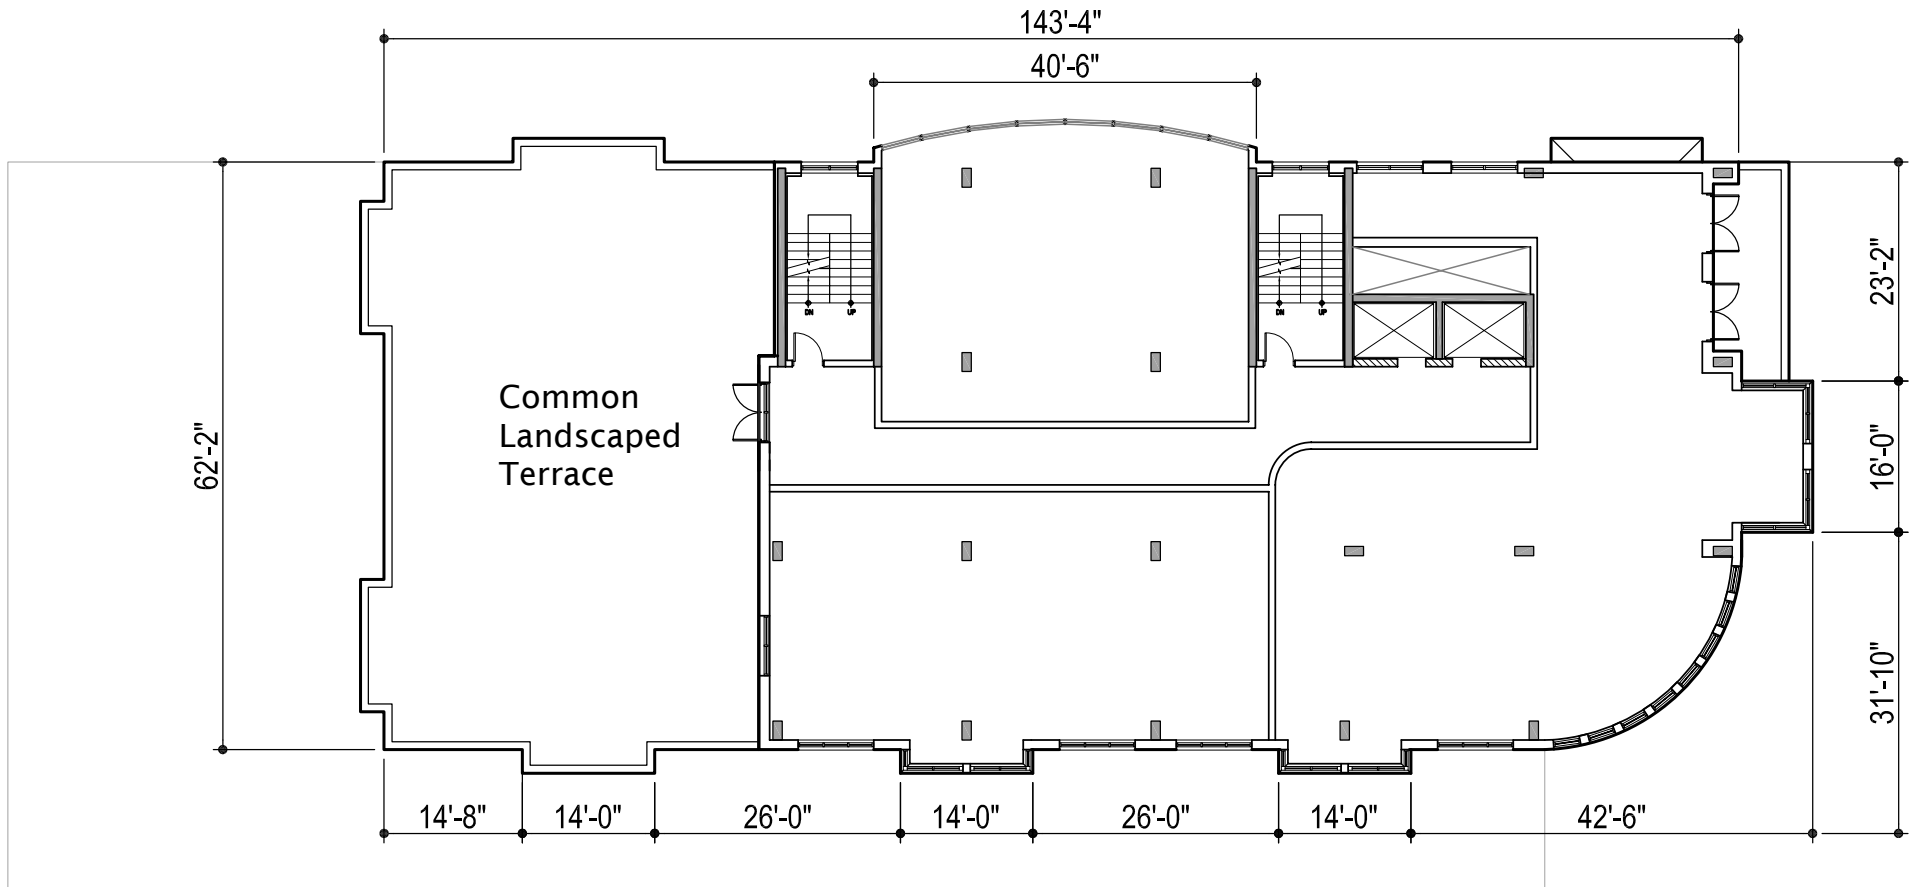 143'-4"
40'-6"
62'-2"
23'-2"
DN
UP
DN
UP
Common
Landscaped
Terrace
16'-0"
31'-10"
14'-8"
14'-0"
26'-0"
14'-0"
26'-0"
14'-0"
42'-6"